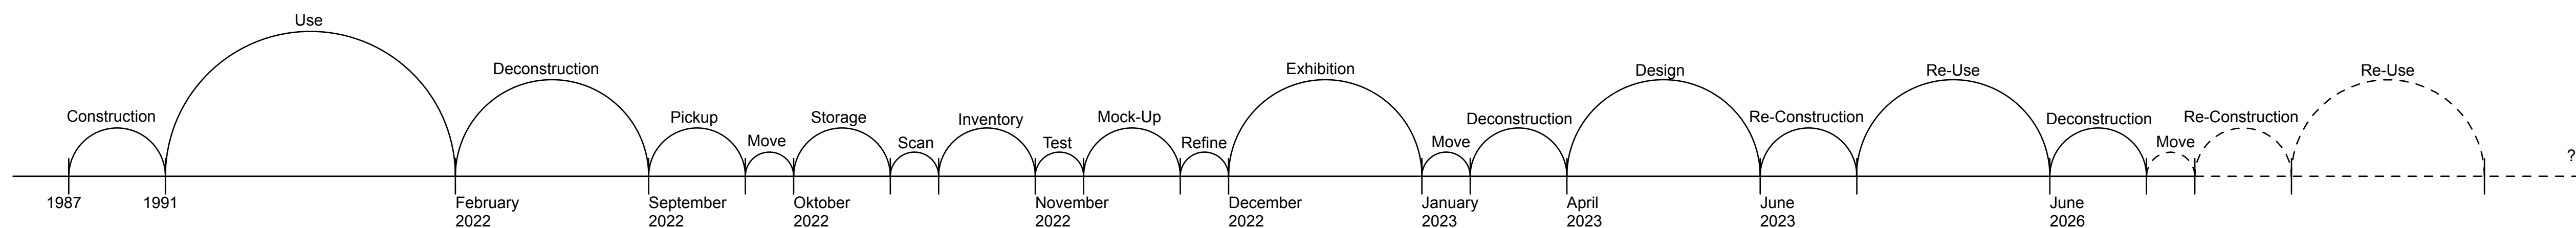 Use
Deconstruction
Exhibition
Design
Re-Use
Re-Use
Construction
Pickup
Move
Storage
Scan
Inventory
Test
Mock-Up
Refine
Move
Deconstruction
Re-Construction
Deconstruction
Move
Re-Construction
?
1987
1991
February
2022
September
2022
Oktober
2022
November
2022
December
2022
January
2023
April
2023
June
2023
June
2026